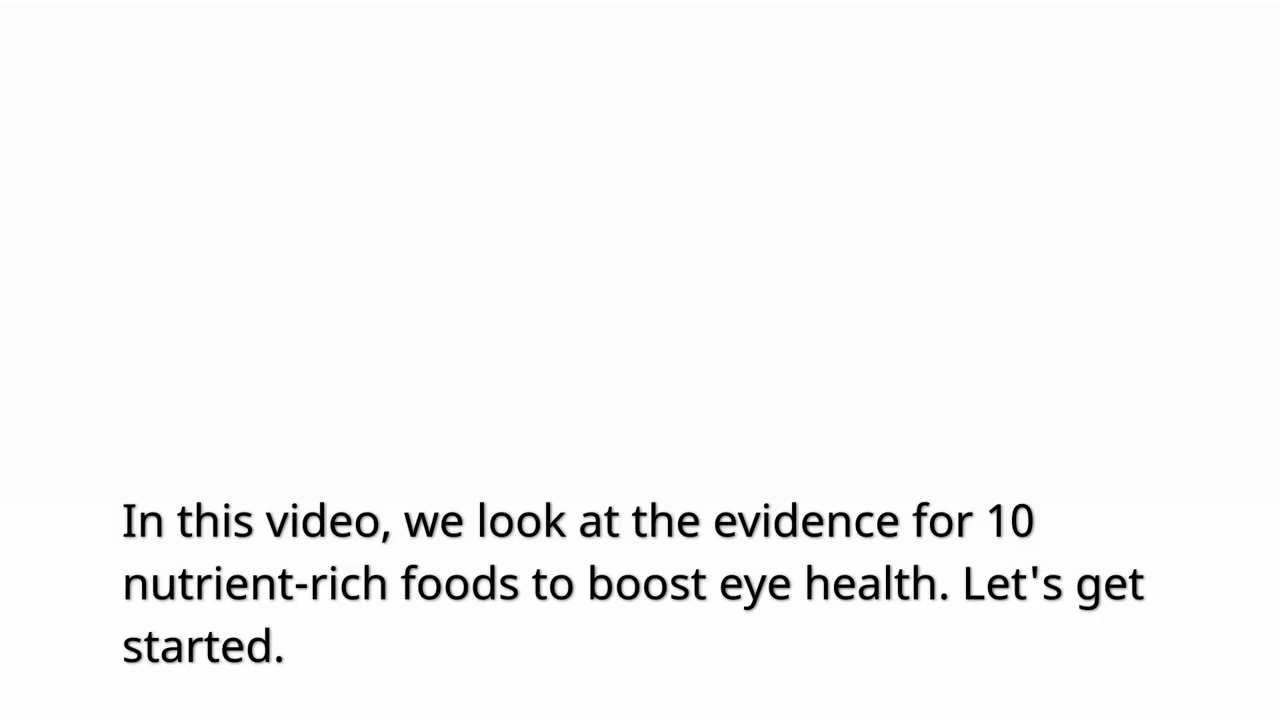 In this video, we look at the evidence for 10
nutrient-rich foods to boost eye health. Let's get
started.